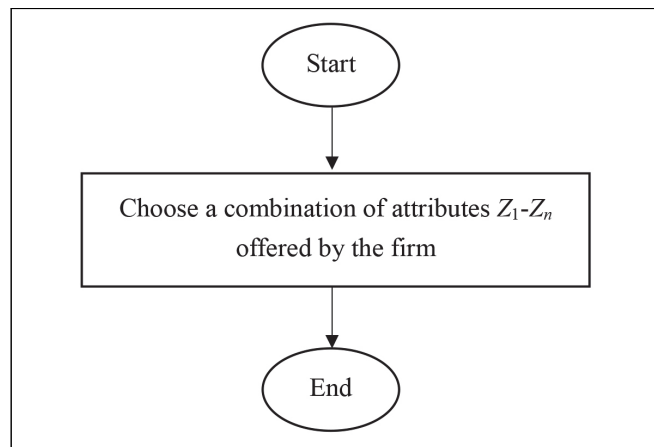 Start
Choose a combination of attributes Z₁-Zₙ
offered by the firm
End